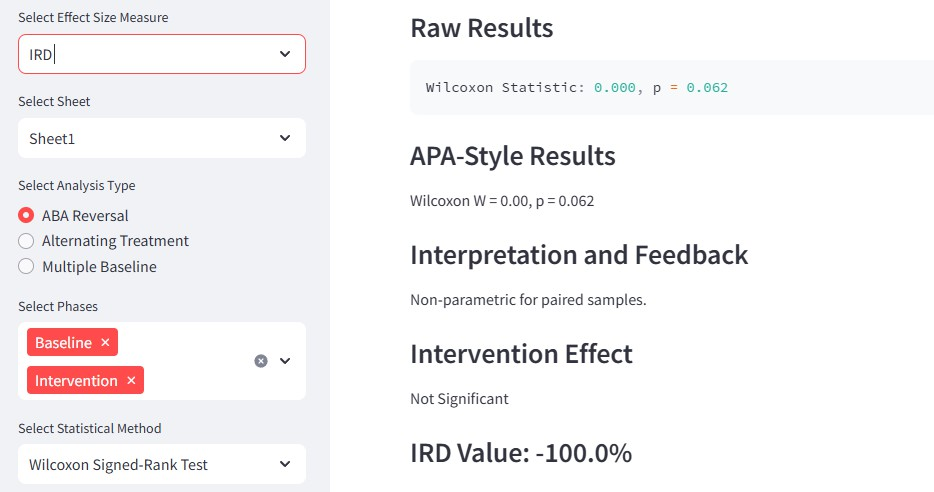 Select Effect Size Measure
IRD
Select Sheet
Sheet1
Select Analysis Type
ABA Reversal
Alternating Treatment
Multiple Baseline
Select Phases
Baseline ×
Intervention ×
Select Statistical Method
Wilcoxon Signed-Rank Test
Raw Results
Wilcoxon Statistic: 0.000, p = 0.062
APA-Style Results
Wilcoxon W = 0.00, p = 0.062
Interpretation and Feedback
Non-parametric for paired samples.
Intervention Effect
Not Significant
IRD Value: -100.0%